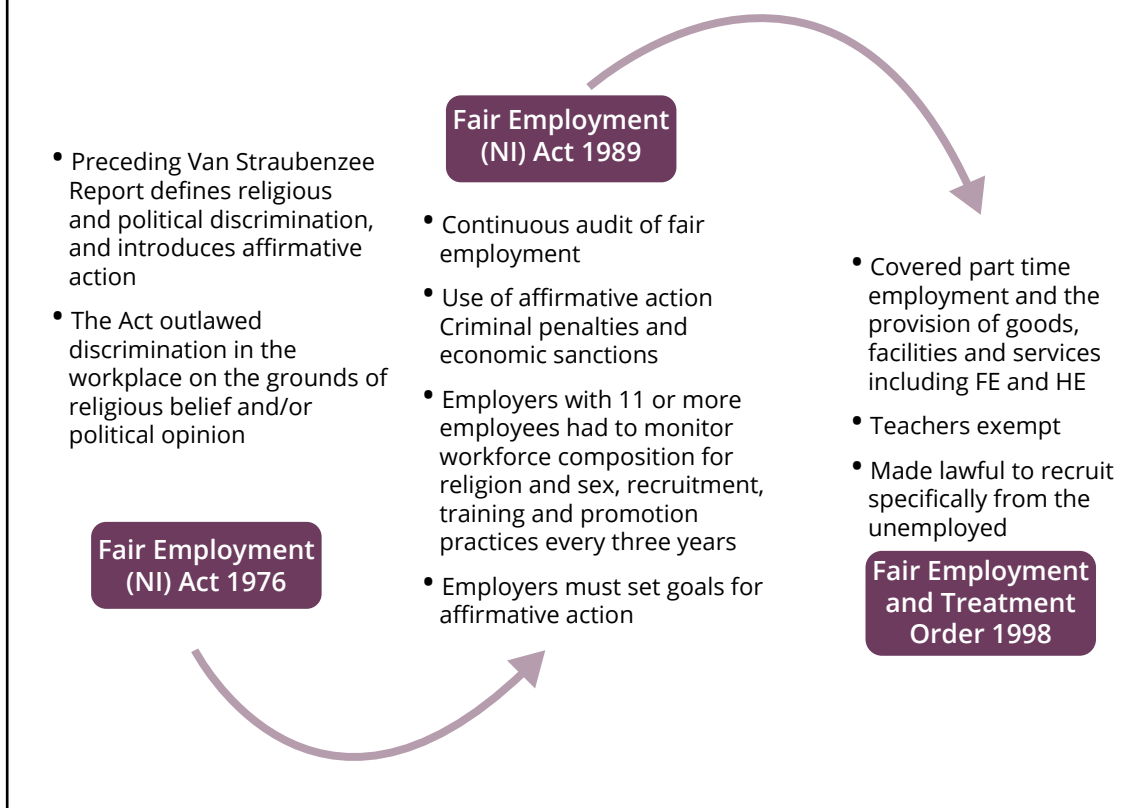 • Preceding Van Straubenzee
Report defines religious
and political discrimination,
and introduces affirmative
action
• The Act outlawed
discrimination in the
workplace on the grounds of
religious belief and/or
political opinion
Fair Employment
(NI) Act 1976
Fair Employment
(NI) Act 1989
• Continuous audit of fair
employment
• Use of affirmative action
Criminal penalties and
economic sanctions
• Employers with 11 or more
employees had to monitor
workforce composition for
religion and sex, recruitment,
training and promotion
practices every three years
• Employers must set goals for
affirmative action
• Covered part time
employment and the
provision of goods,
facilities and services
including FE and HE
• Teachers exempt
• Made lawful to recruit
specifically from the
unemployed
Fair Employment
and Treatment
Order 1998